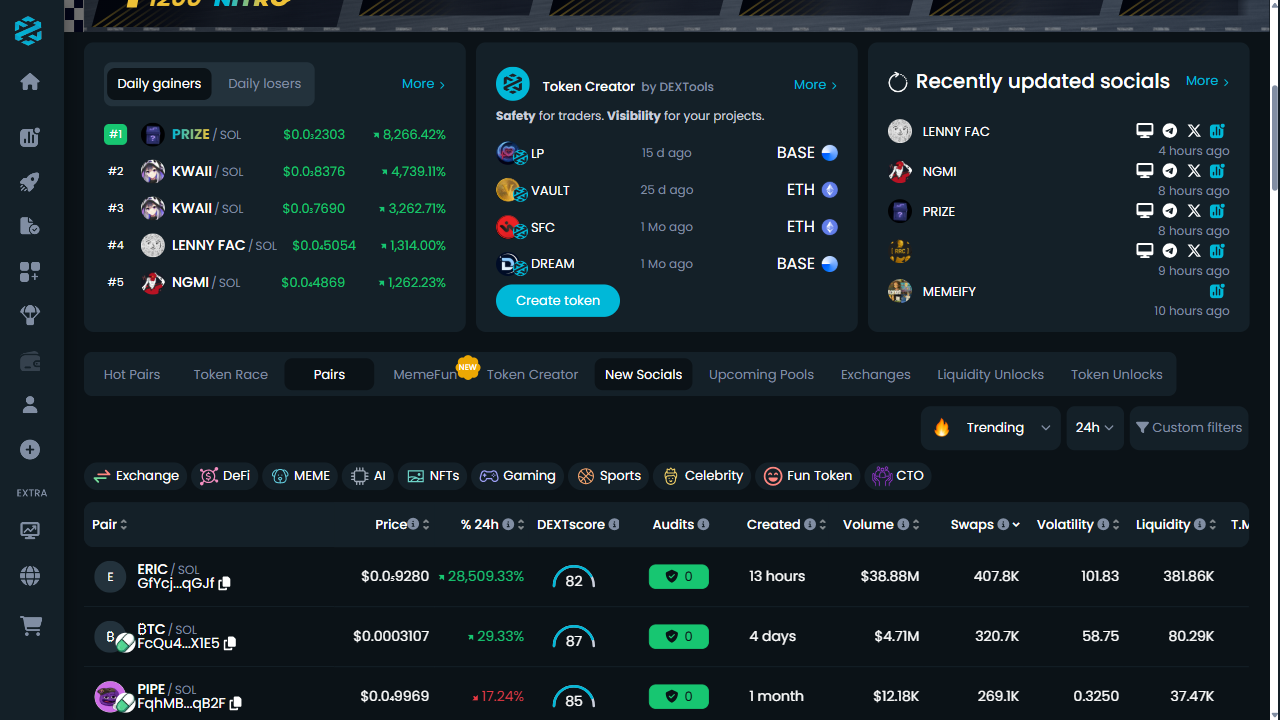 1200 NITRO
Daily gainers
Daily losers
More
#1 PRIZE / SOL $0.0₅2303 8,266.42%
#2 KWAII / SOL $0.0₅8376 4,739.11%
#3 KWAII / SOL $0.0₅7690 3,262.71%
#4 LENNY FAC / SOL $0.0₄5054 1,314.00%
#5 NGMI / SOL $0.0₄4869 1,262.23%
Token Creator by DEXTools
More
Safety for traders. Visibility for your projects.
LP 15 d ago BASE
VAULT 25 d ago ETH
SFC 1 Mo ago ETH
DREAM 1 Mo ago BASE
Create token
Recently updated socials
More
LENNY FAC
4 hours ago
NGMI
8 hours ago
PRIZE
8 hours ago
RRC
9 hours ago
MEMEIFY
10 hours ago
EXTRA
Hot Pairs Token Race Pairs MemeFun NEW Token Creator New Socials Upcoming Pools Exchanges Liquidity Unlocks Token Unlocks
Trending 24h Custom filters
Exchange DeFi MEME AI NFTs Gaming Sports Celebrity Fun Token CTO
Pair Price % 24h DEXTscore Audits Created Volume Swaps Volatility Liquidity T.M
E ERIC / SOL $0.0₅9280 28,509.33% 82 0 13 hours $38.88M 407.8K 101.83 381.86K
GfYcj...qGJf
₿ ₿TC / SOL $0.0003107 29.33% 87 0 4 days $4.71M 320.7K 58.75 80.29K
FcQu4...X1E5
PIPE / SOL $0.0₄9969 17.24% 85 0 1 month $12.18K 269.1K 0.3250 37.47K
FqhMB...qB2F